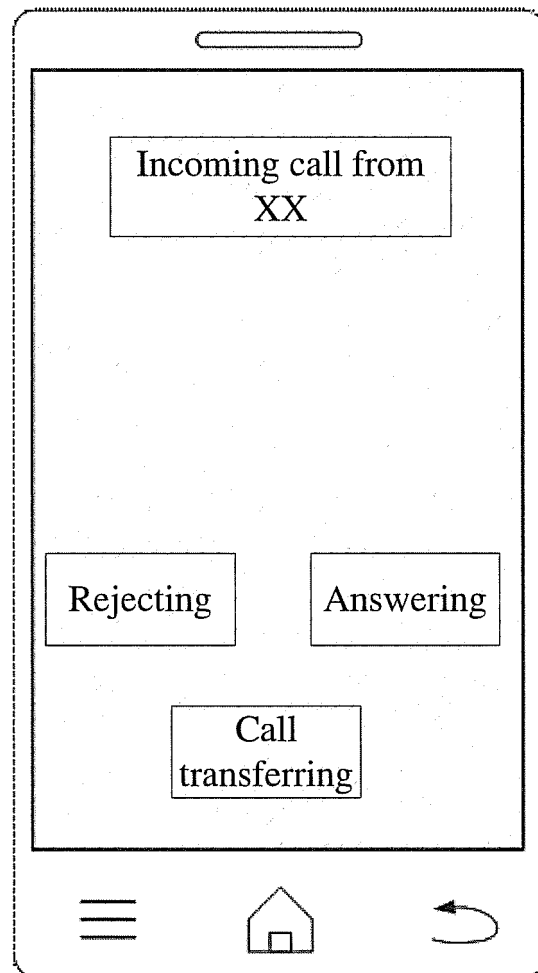 Incoming call from
XX
Rejecting
Answering
Call
transferring